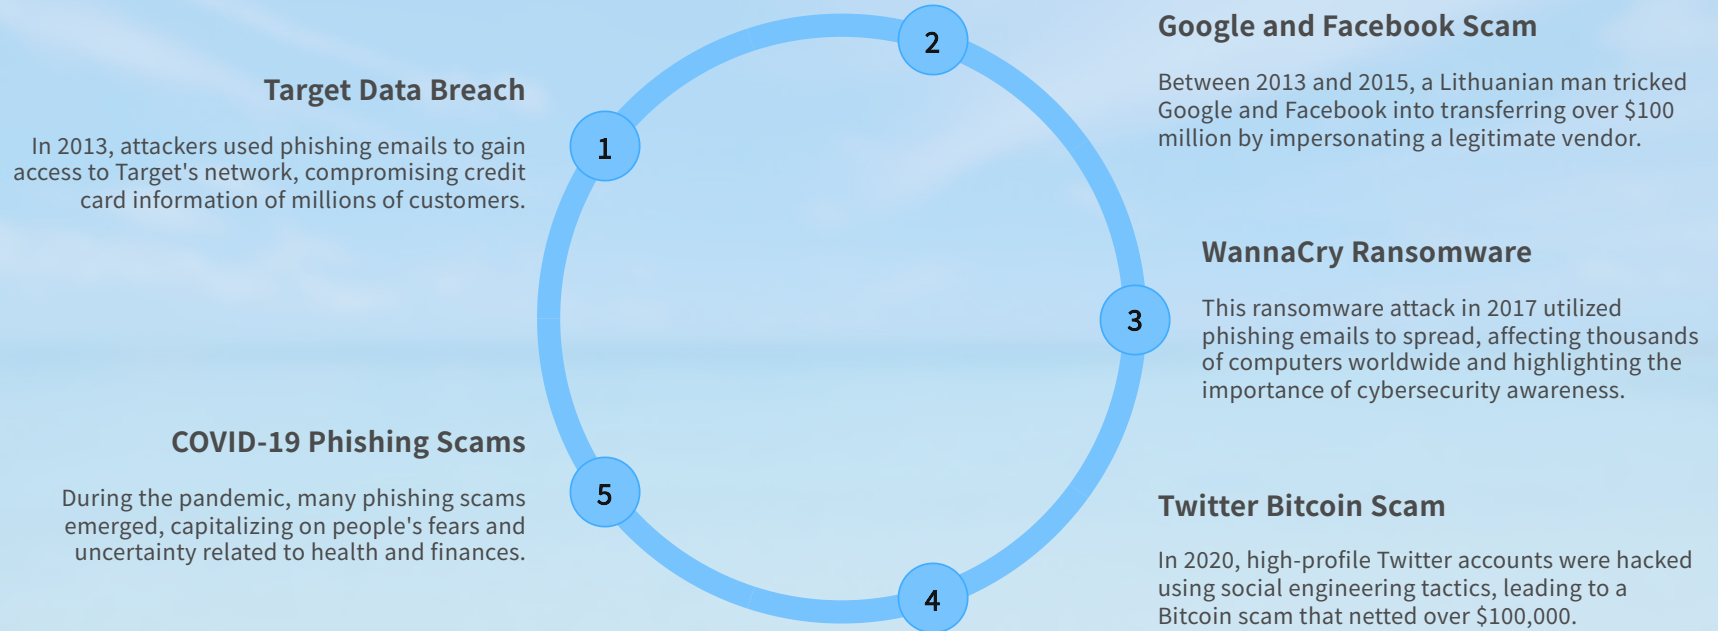 1
Target Data Breach
In 2013, attackers used phishing emails to gain
access to Target's network, compromising credit
card information of millions of customers.
2
Google and Facebook Scam
Between 2013 and 2015, a Lithuanian man tricked
Google and Facebook into transferring over $100
million by impersonating a legitimate vendor.
3
WannaCry Ransomware
This ransomware attack in 2017 utilized
phishing emails to spread, affecting thousands
of computers worldwide and highlighting the
importance of cybersecurity awareness.
4
Twitter Bitcoin Scam
In 2020, high-profile Twitter accounts were hacked
using social engineering tactics, leading to a
Bitcoin scam that netted over $100,000.
5
COVID-19 Phishing Scams
During the pandemic, many phishing scams
emerged, capitalizing on people's fears and
uncertainty related to health and finances.